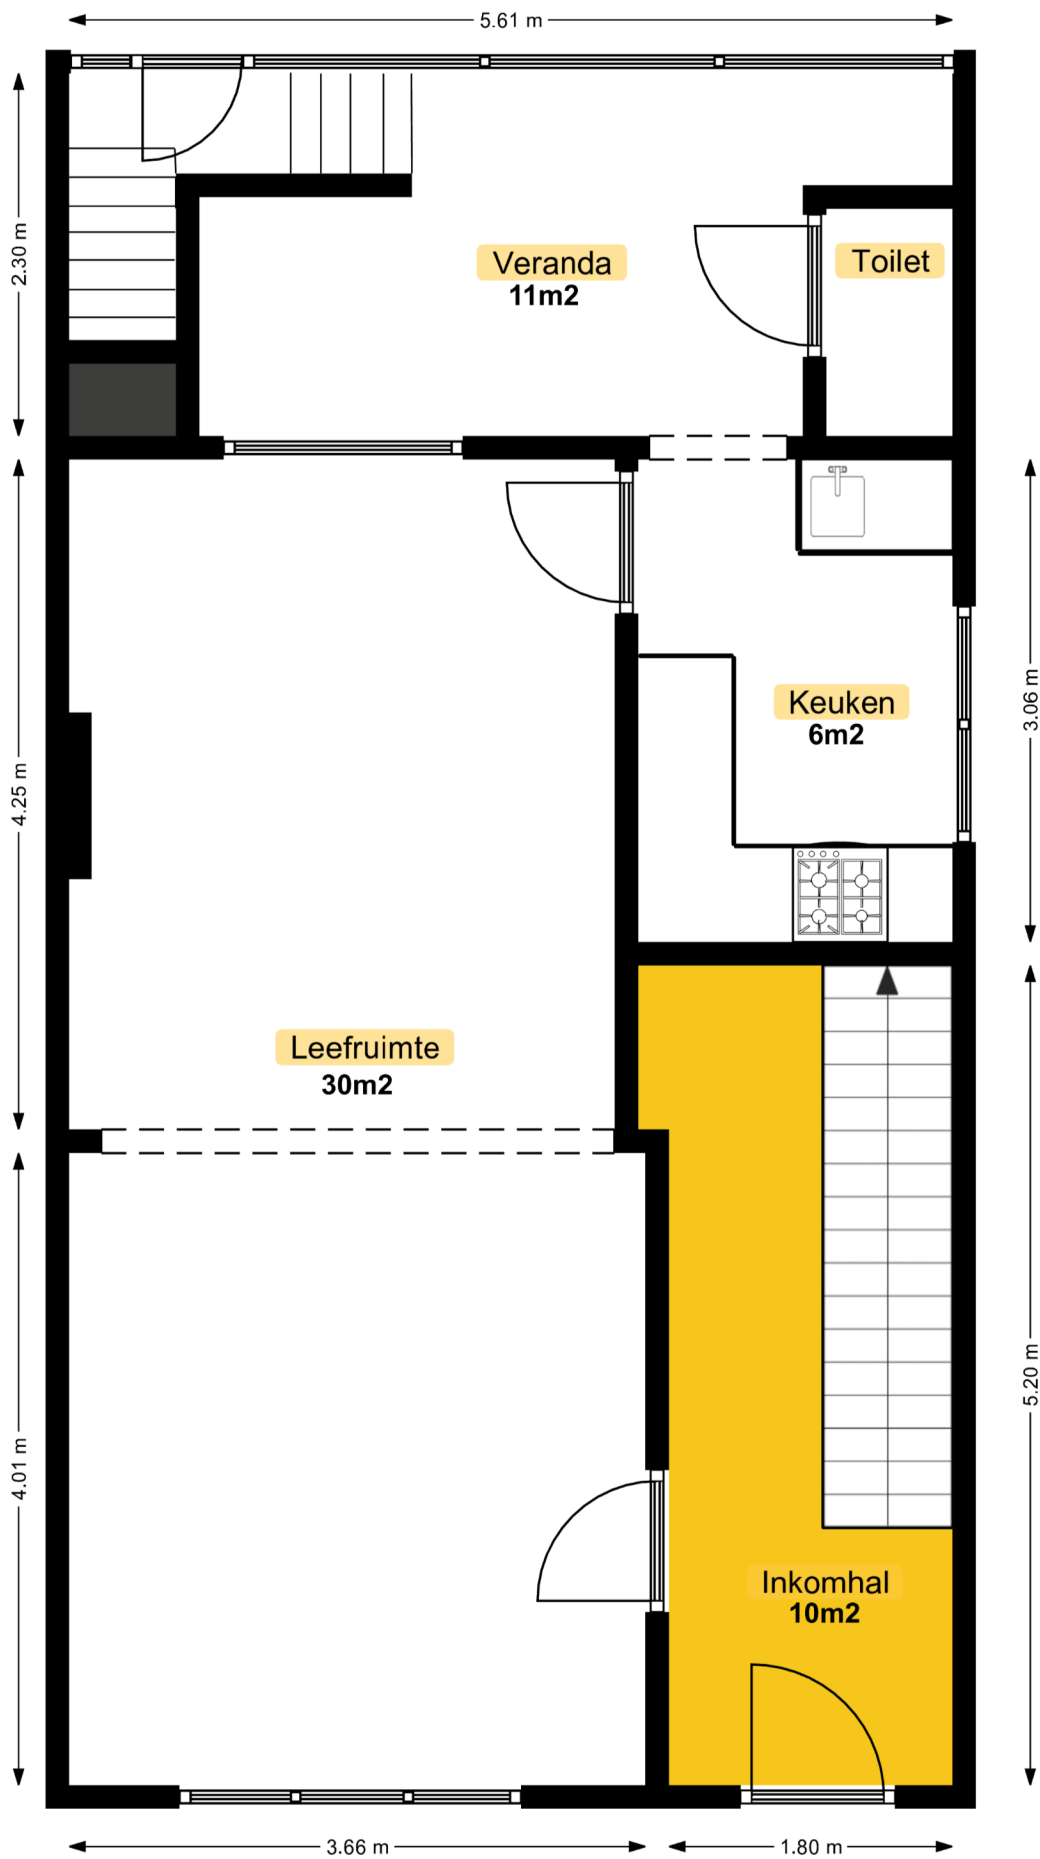 5.61 m
2.30 m
Veranda
11m2
Toilet
4.25 m
3.06 m
Keuken
6m2
Leefruimte
30m2
4.01 m
5.20 m
Inkomhal
10m2
3.66 m
1.80 m